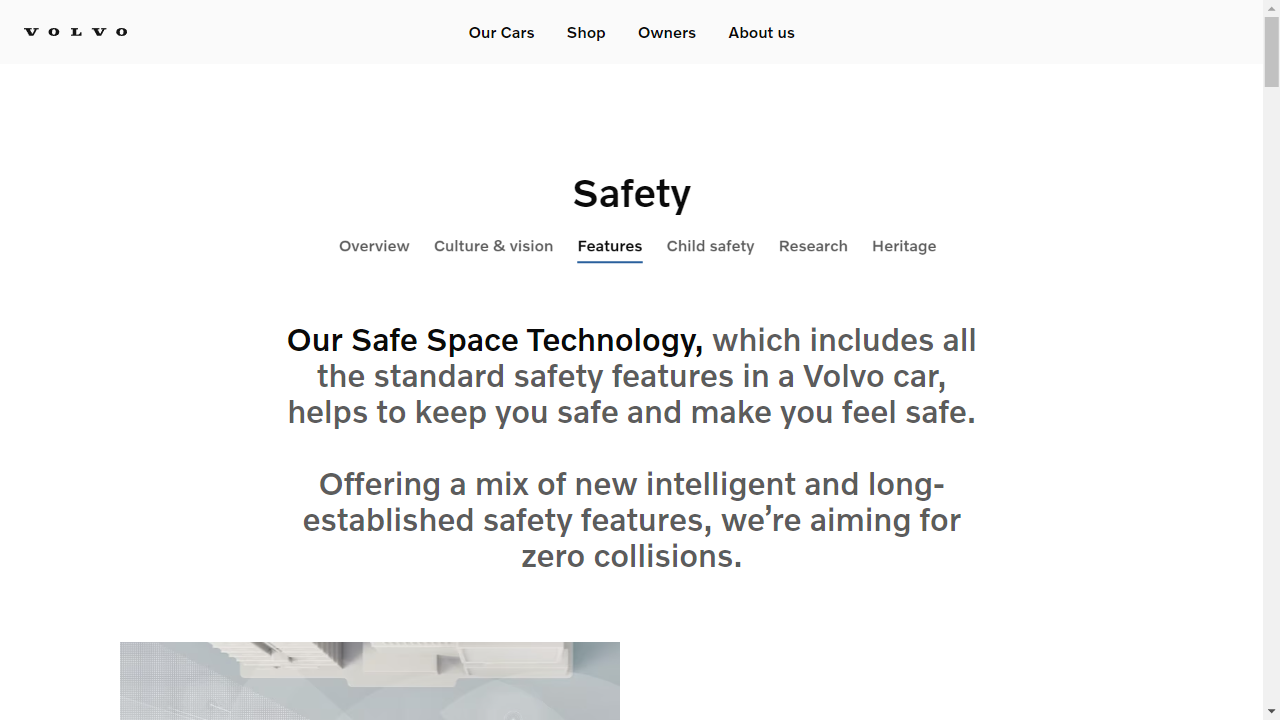 VOLVO
Our Cars Shop Owners About us
Safety
Overview Culture & vision Features Child safety Research Heritage
Our Safe Space Technology, which includes all
the standard safety features in a Volvo car,
helps to keep you safe and make you feel safe.
Offering a mix of new intelligent and long-
established safety features, we’re aiming for
zero collisions.